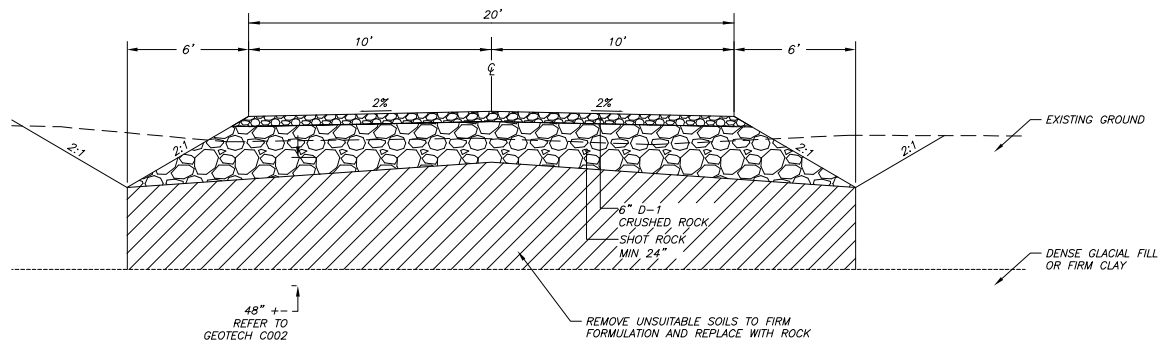 20'
6'
10'
10'
6'
℄
2%
2%
EXISTING GROUND
2:1
2:1
2:1
2:1
6" D-1
CRUSHED ROCK
SHOT ROCK
MIN 24"
DENSE GLACIAL FILL
OR FIRM CLAY
48" +-
REFER TO
GEOTECH C002
REMOVE UNSUITABLE SOILS TO FIRM
FORMULATION AND REPLACE WITH ROCK